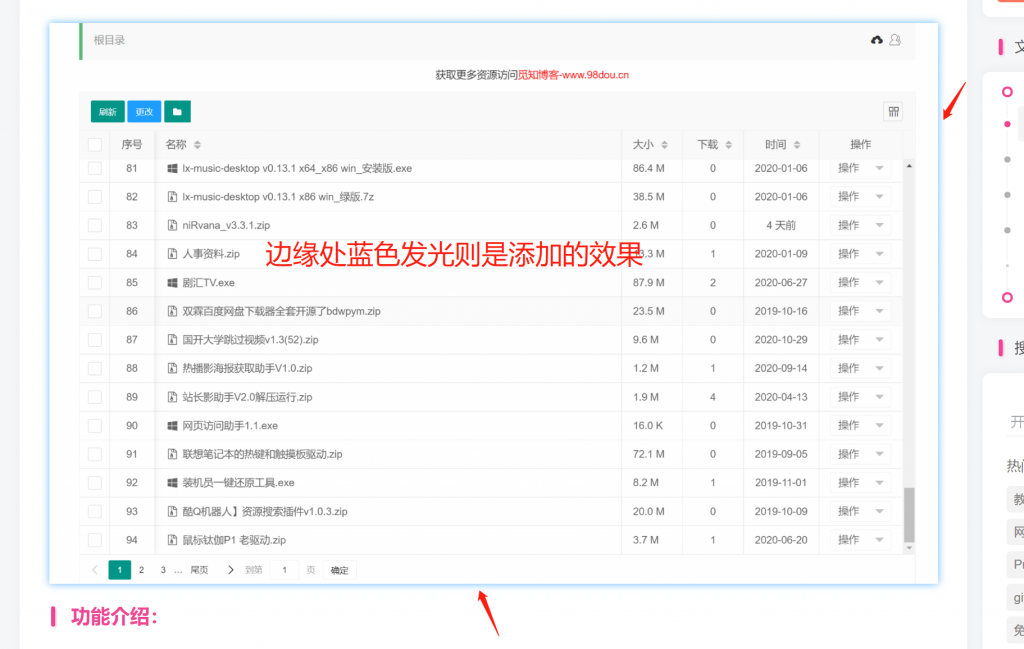 根目录
获取更多资源访问觅知博客-www.98dou.cn
刷新 更改
序号 名称 大小 下载 时间 操作
81 lx-music-desktop v0.13.1 x64_x86 win_安装版.exe 86.4 M 0 2020-01-06 操作
82 lx-music-desktop v0.13.1 x86 win_绿版.7z 38.5 M 0 2020-01-06 操作
83 niRvana_v3.3.1.zip 2.6 M 0 4 天前 操作
84 人事资料.zip 3.3 M 1 2020-01-09 操作
边缘处蓝色发光则是添加的效果
85 剧汇TV.exe 87.9 M 2 2020-06-27 操作
86 双霖百度网盘下载器全套开源了bdwpym.zip 23.5 M 0 2019-10-16 操作
87 国开大学跳过视频v1.3(52).zip 9.6 M 0 2020-10-29 操作
88 热播影海报获取助手V1.0.zip 1.2 M 1 2020-09-14 操作
89 站长影助手V2.0解压运行.zip 1.9 M 4 2020-04-13 操作
90 网页访问助手1.1.exe 16.0 K 0 2019-10-31 操作
91 联想笔记本的热键和触摸板驱动.zip 72.1 M 0 2019-09-05 操作
92 装机员一键还原工具.exe 8.2 M 1 2019-11-01 操作
93 酷Q机器人】资源搜索插件v1.0.3.zip 20.0 M 0 2019-10-09 操作
94 鼠标钛伽P1 老驱动.zip 3.7 M 1 2020-06-20 操作
1 2 3 ... 尾页 到第 1 页 确定
功能介绍：
文
搜
开
热门
教
网
gi
免